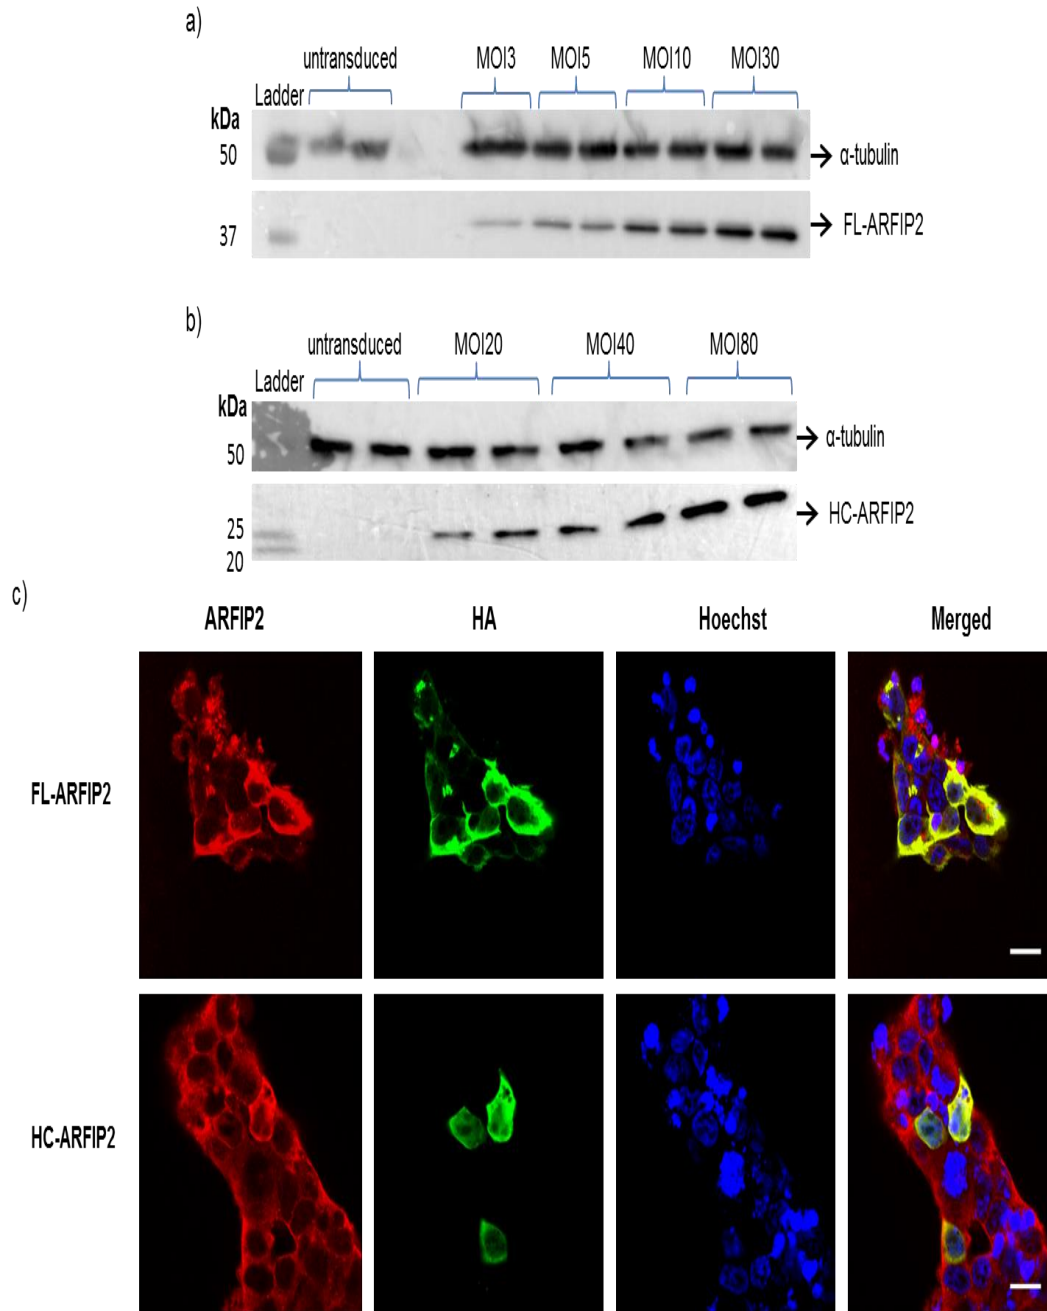 a)
untransduced MOI3 MOI5 MOI10 MOI30
Ladder
kDa
50 α-tubulin
37 FL-ARFIP2
b)
untransduced MOI20 MOI40 MOI80
Ladder
kDa
50 α-tubulin
25 HC-ARFIP2
20
c)
ARFIP2 HA Hoechst Merged
FL-ARFIP2
HC-ARFIP2